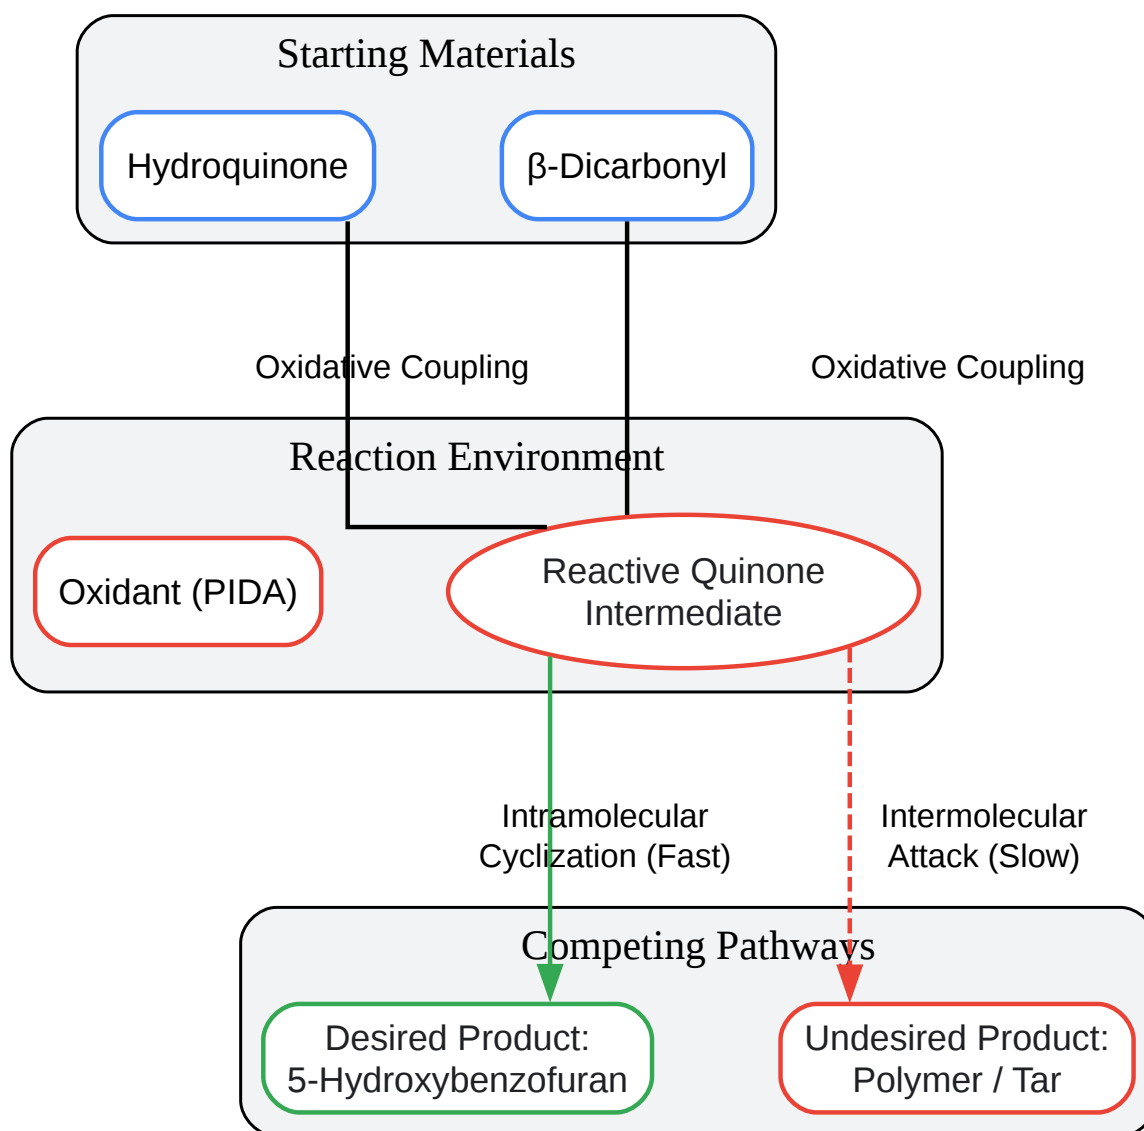 Starting Materials
Hydroquinone
β-Dicarbonyl
Oxidative Coupling
Oxidative Coupling
Reaction Environment
Oxidant (PIDA)
Reactive Quinone
Intermediate
Intramolecular
Cyclization (Fast)
Intermolecular
Attack (Slow)
Competing Pathways
Desired Product:
5-Hydroxybenzofuran
Undesired Product:
Polymer / Tar